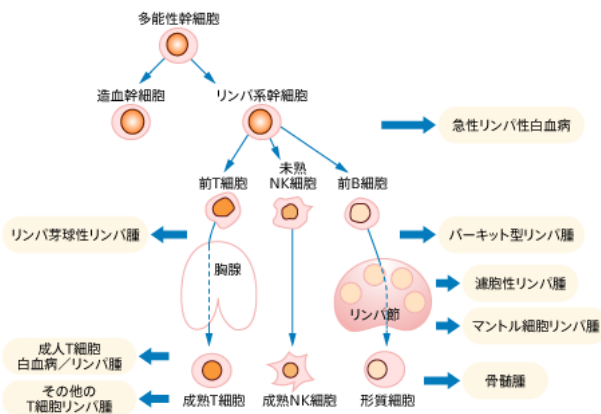 多能性幹細胞
造血幹細胞
リンパ系幹細胞
急性リンパ性白血病
前T細胞
未熟
NK細胞
前B細胞
リンパ芽球性リンパ腫
バーキット型リンパ腫
胸腺
濾胞性リンパ腫
リンパ節
マントル細胞リンパ腫
成人T細胞
白血病／リンパ腫
骨髄腫
その他の
T細胞リンパ腫
成熟T細胞
成熟NK細胞
形質細胞